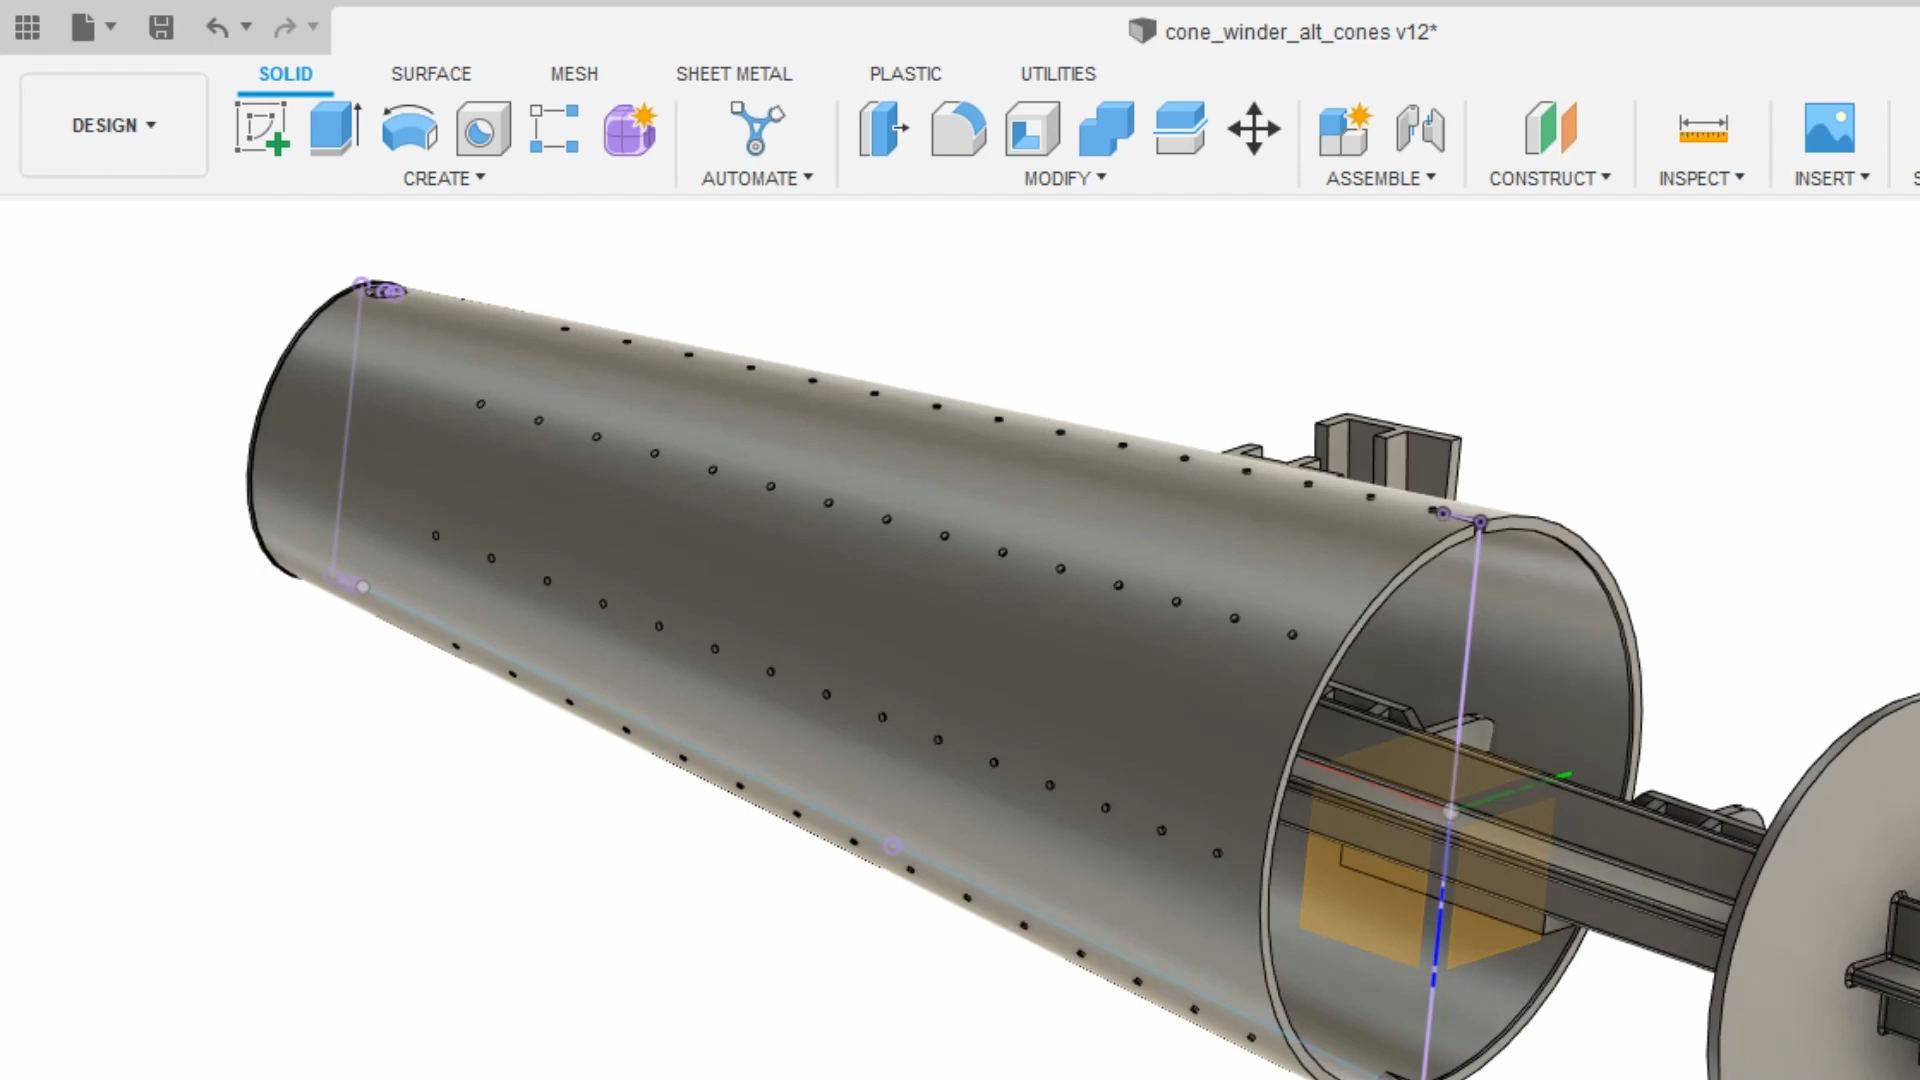 cone_winder_alt_cones v12*
SOLID SURFACE MESH SHEET METAL PLASTIC UTILITIES
DESIGN
CREATE AUTOMATE MODIFY ASSEMBLE CONSTRUCT INSPECT INSERT